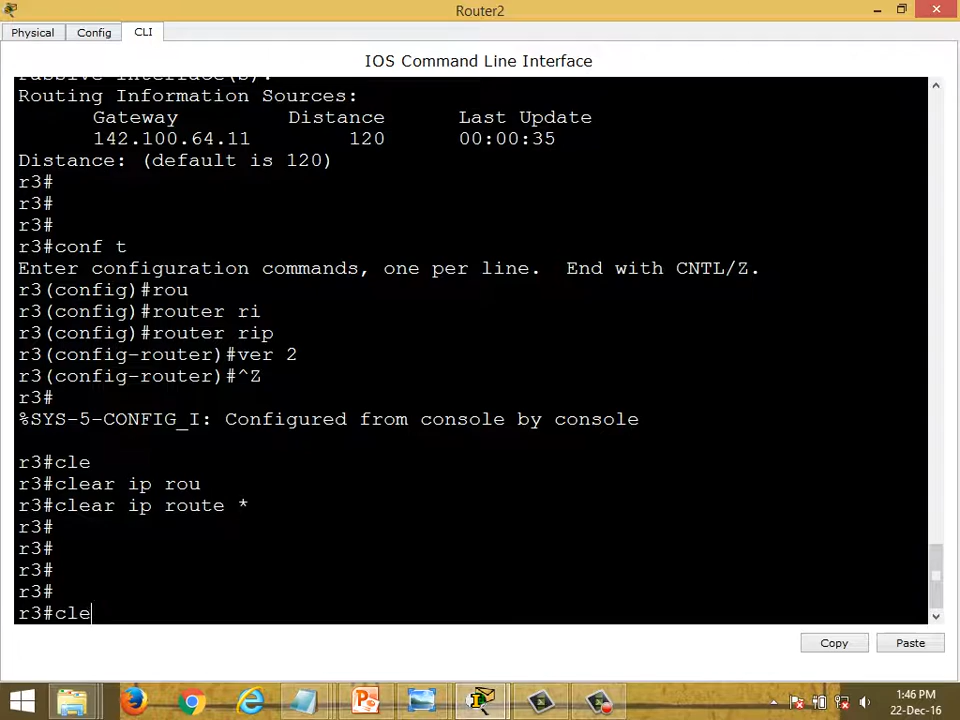 Router2
Physical
Config
CLI
IOS Command Line Interface
Passive Interface(s):
Routing Information Sources:
Gateway Distance Last Update
142.100.64.11 120 00:00:35
Distance: (default is 120)
r3#
r3#
r3#
r3#conf t
Enter configuration commands, one per line. End with CNTL/Z.
r3(config)#rou
r3(config)#router ri
r3(config)#router rip
r3(config-router)#ver 2
r3(config-router)#^Z
r3#
%SYS-5-CONFIG_I: Configured from console by console
r3#cle
r3#clear ip rou
r3#clear ip route *
r3#
r3#
r3#
r3#
r3#cle
Copy
Paste
1:46 PM
22-Dec-16